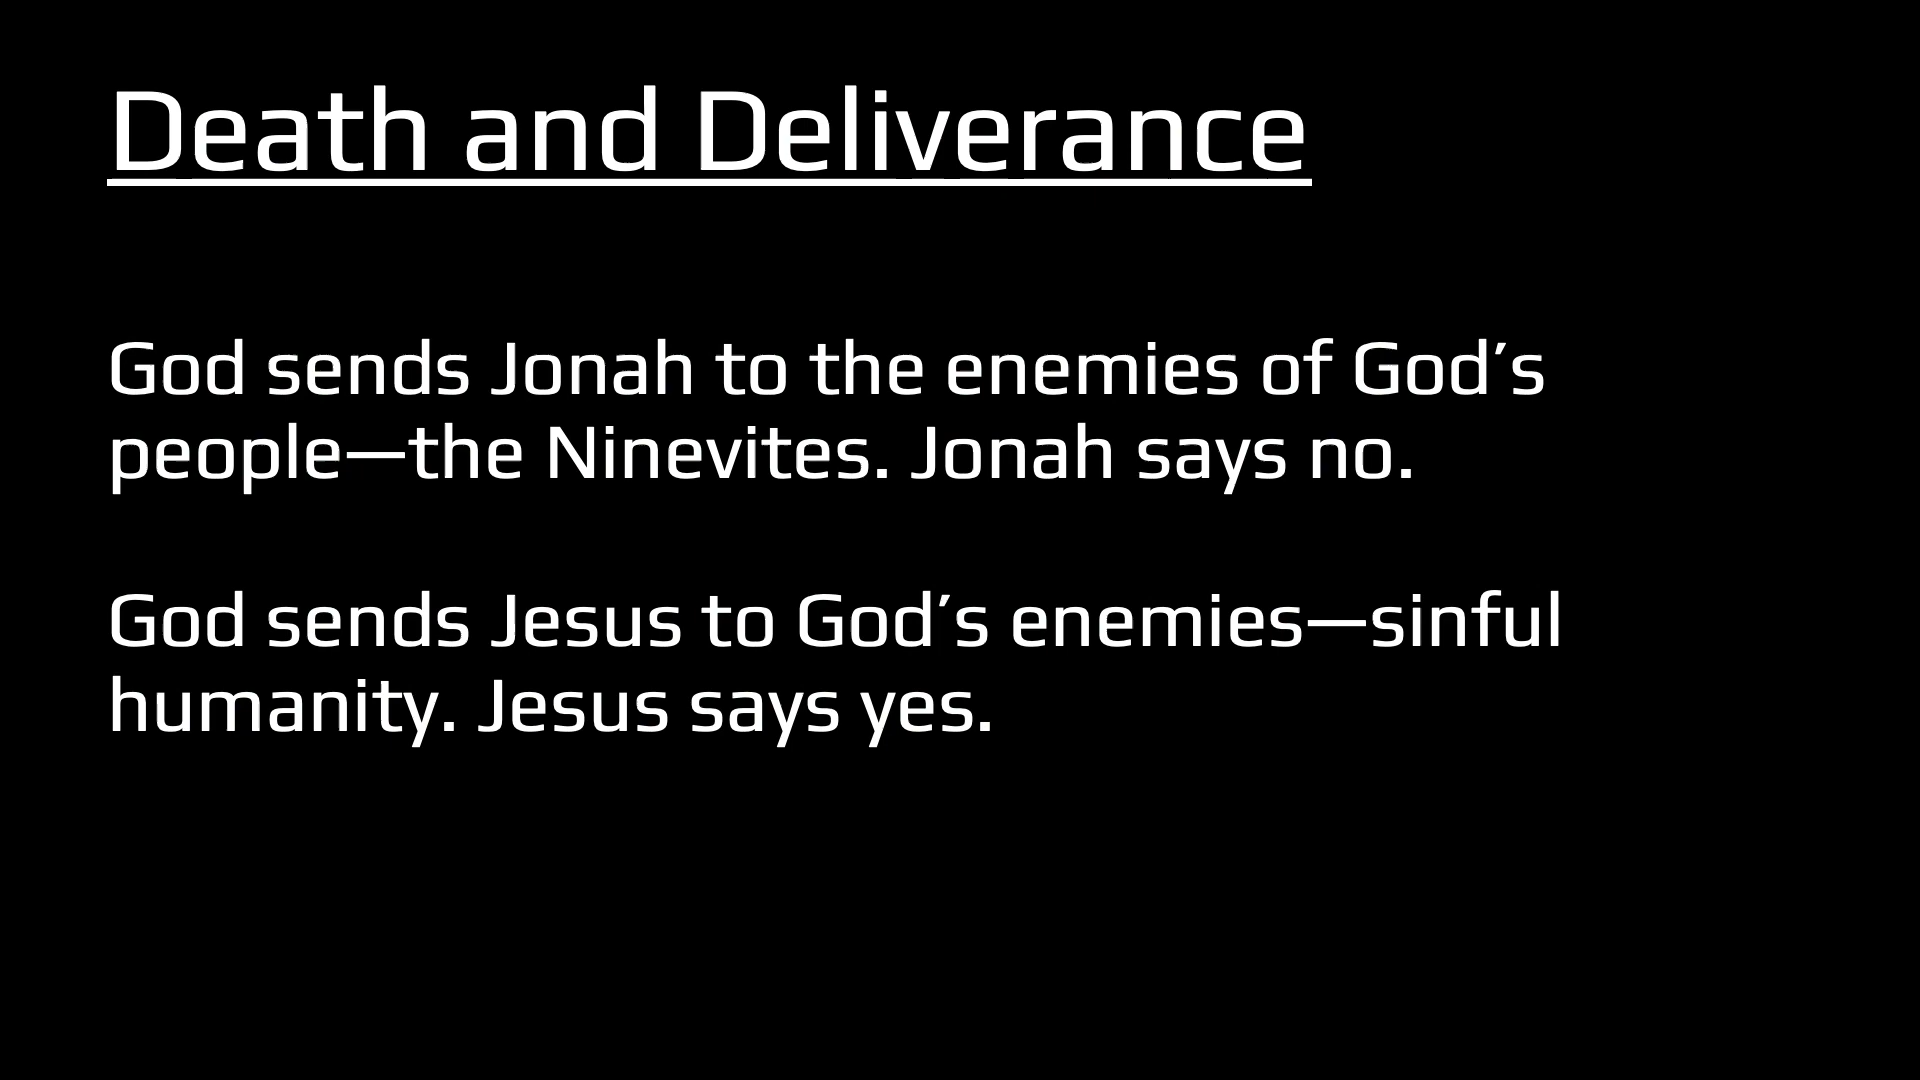 Death and Deliverance
God sends Jonah to the enemies of God’s
people—the Ninevites. Jonah says no.
God sends Jesus to God’s enemies—sinful
humanity. Jesus says yes.